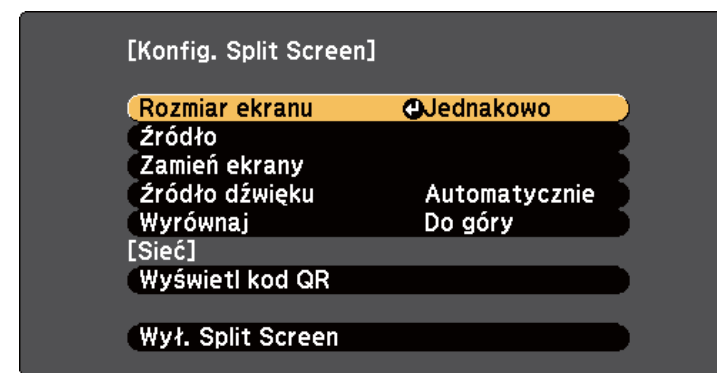 [Konfig. Split Screen]
Rozmiar ekranu Jednakowo
Źródło
Zamień ekrany
Źródło dźwięku Automatycznie
Wyrównaj Do góry
[Sieć]
Wyświetl kod QR
Wył. Split Screen